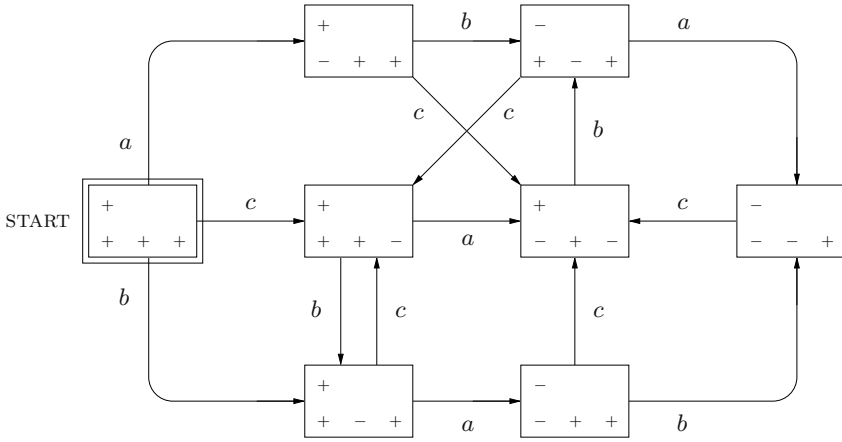 + b − a
− + + + − +
c c
a b
+ c + + c −
START + + + + + − a − + − − − +
b b c c
+ −
+ − + a − + + b